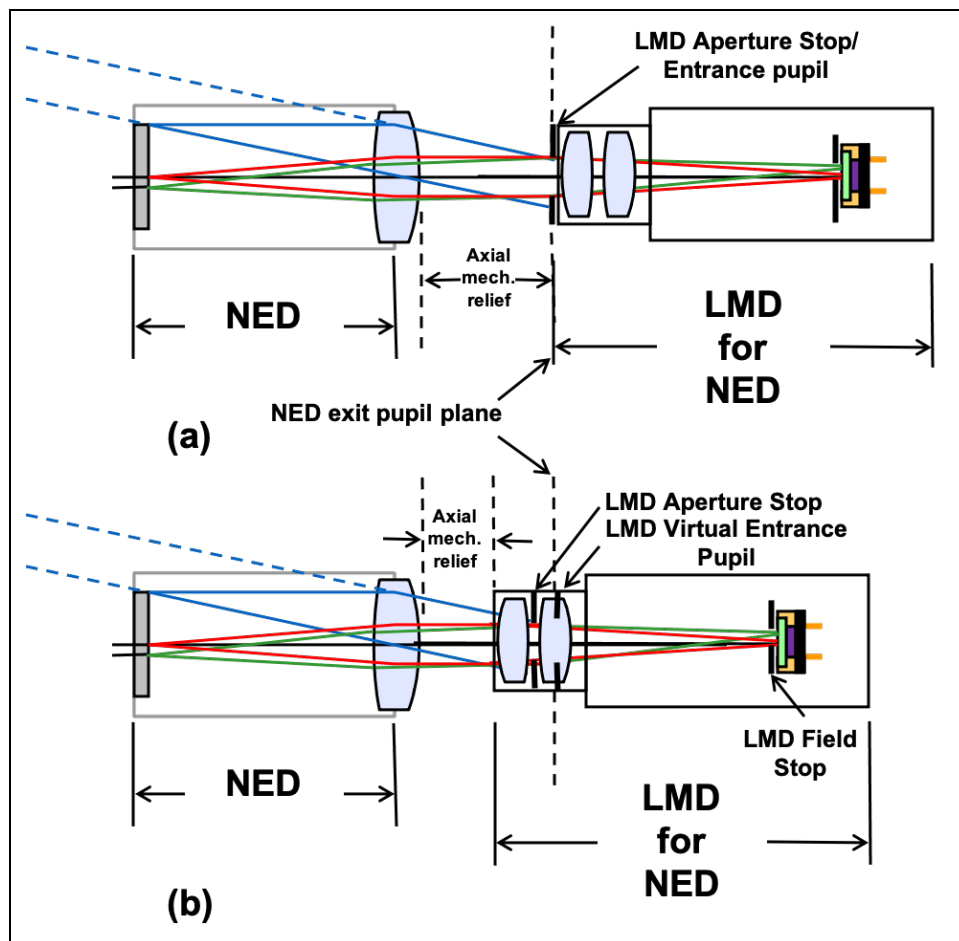 LMD Aperture Stop/
Entrance pupil
Axial
mech.
relief
NED
LMD
for
NED
NED exit pupil plane
(a)
LMD Aperture Stop
LMD Virtual Entrance
Pupil
Axial
mech.
relief
LMD Field
Stop
NED
LMD
for
NED
(b)